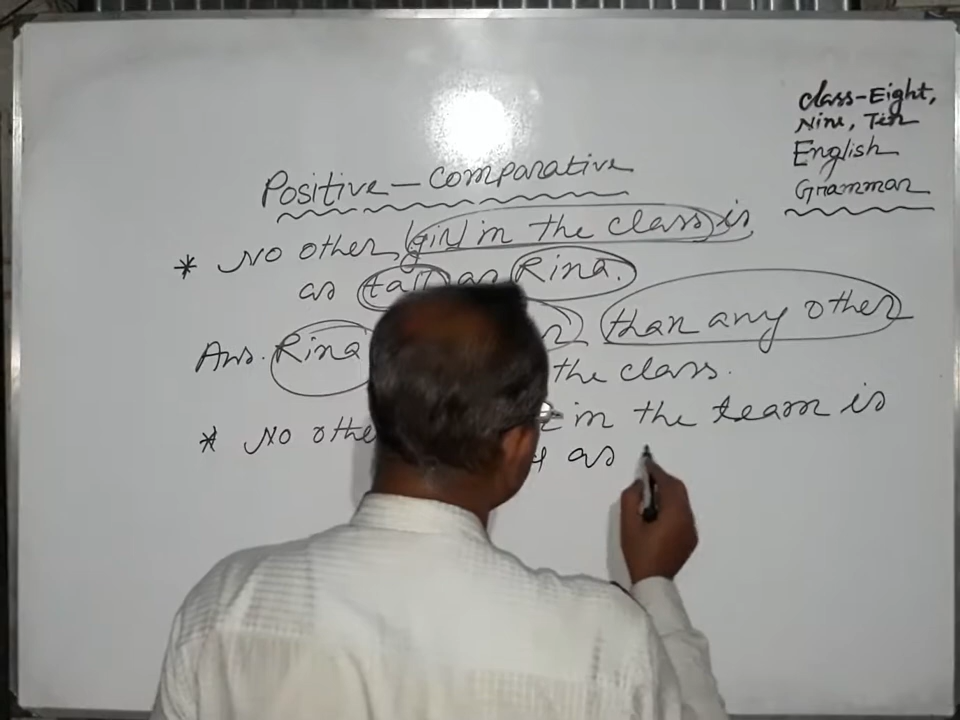 Class-Eight,
Nine, Ten
English
Grammar
Positive - Comparative
* No other girl in the class is
as tall as Rina.
Ans. Rina than any other
the class.
* No in the team is
as